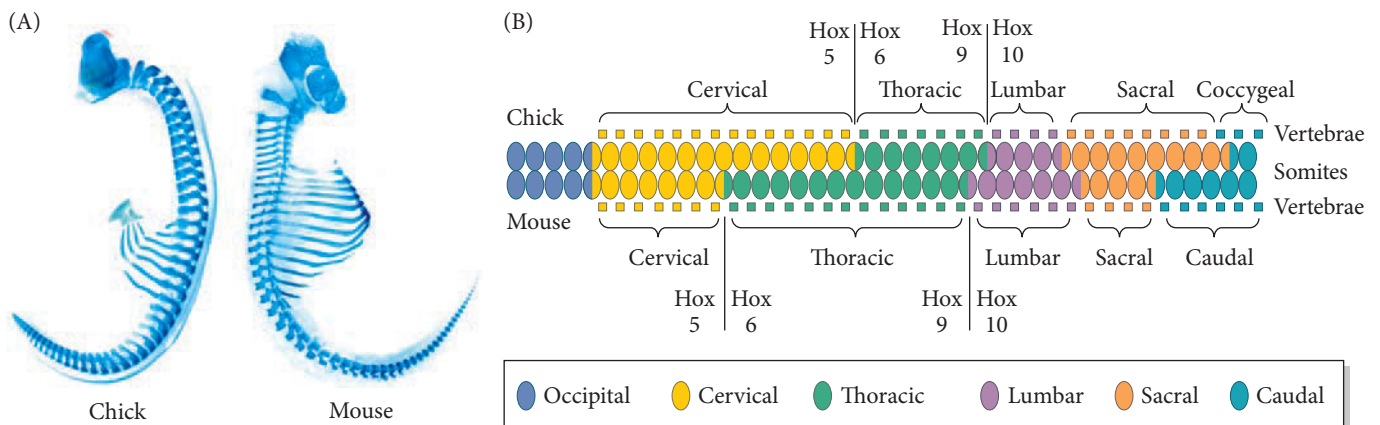 (A)
Chick
Mouse
(B)
Hox Hox Hox Hox
5 6 9 10
Cervical Thoracic Lumbar Sacral Coccygeal
Chick Vertebrae
Somites
Mouse Vertebrae
Cervical Thoracic Lumbar Sacral Caudal
Hox Hox Hox Hox
5 6 9 10
Occipital Cervical Thoracic Lumbar Sacral Caudal